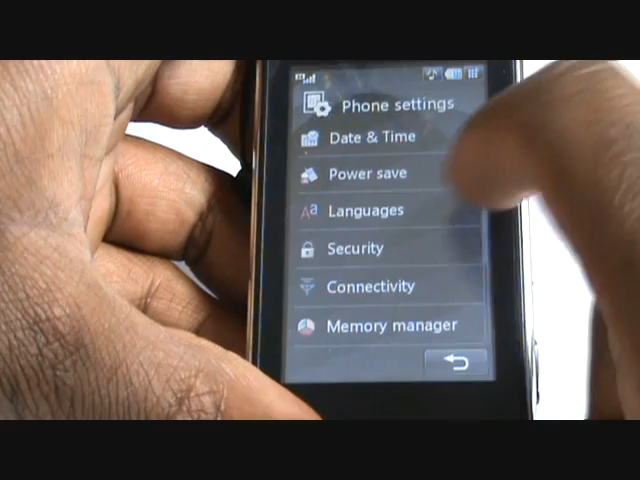 Phone settings
Date & Time
Power save
Languages
Security
Connectivity
Memory manager